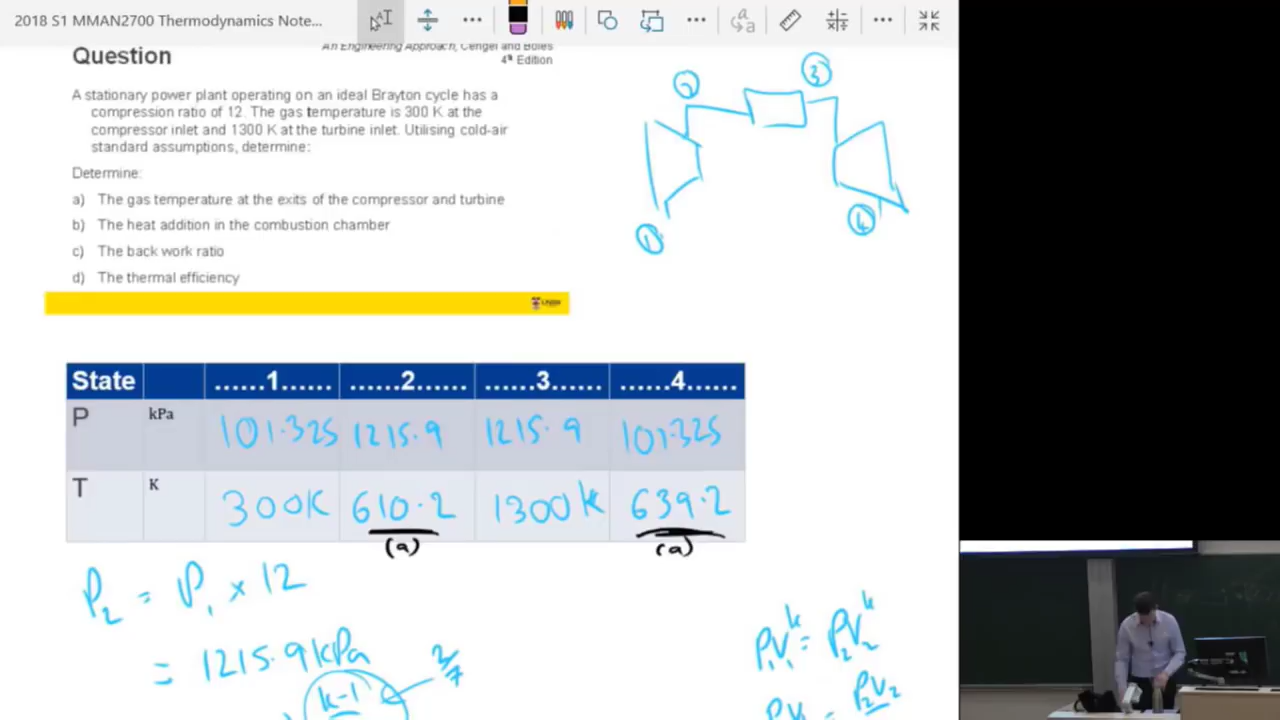 2018 S1 MMAN2700 Thermodynamics Note...
An Engineering Approach, Cengel and Boles
4th Edition
Question
A stationary power plant operating on an ideal Brayton cycle has a
compression ratio of 12. The gas temperature is 300 K at the
compressor inlet and 1300 K at the turbine inlet. Utilising cold-air
standard assumptions, determine:
Determine:
a) The gas temperature at the exits of the compressor and turbine
b) The heat addition in the combustion chamber
c) The back work ratio
d) The thermal efficiency
2
3
1
4
State ......1...... ......2...... ......3...... ......4......
P kPa 101.325 1215.9 1215.9 101.325
T K 300K 610.2 1300K 639.2
(a) (a)
P2 = P1 × 12
= 1215.9 kPa
k-1
2/7
P1V1^k = P2V2^k
P2V2